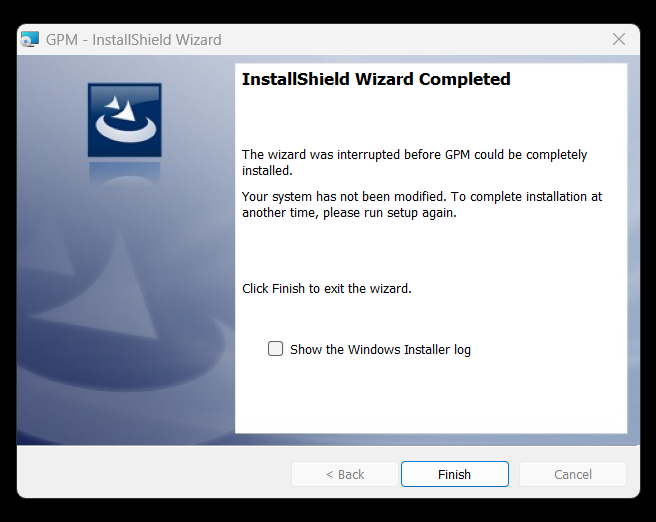 GPM - InstallShield Wizard
InstallShield Wizard Completed
The wizard was interrupted before GPM could be completely
installed.
Your system has not been modified. To complete installation at
another time, please run setup again.
Click Finish to exit the wizard.
Show the Windows Installer log
< Back
Finish
Cancel